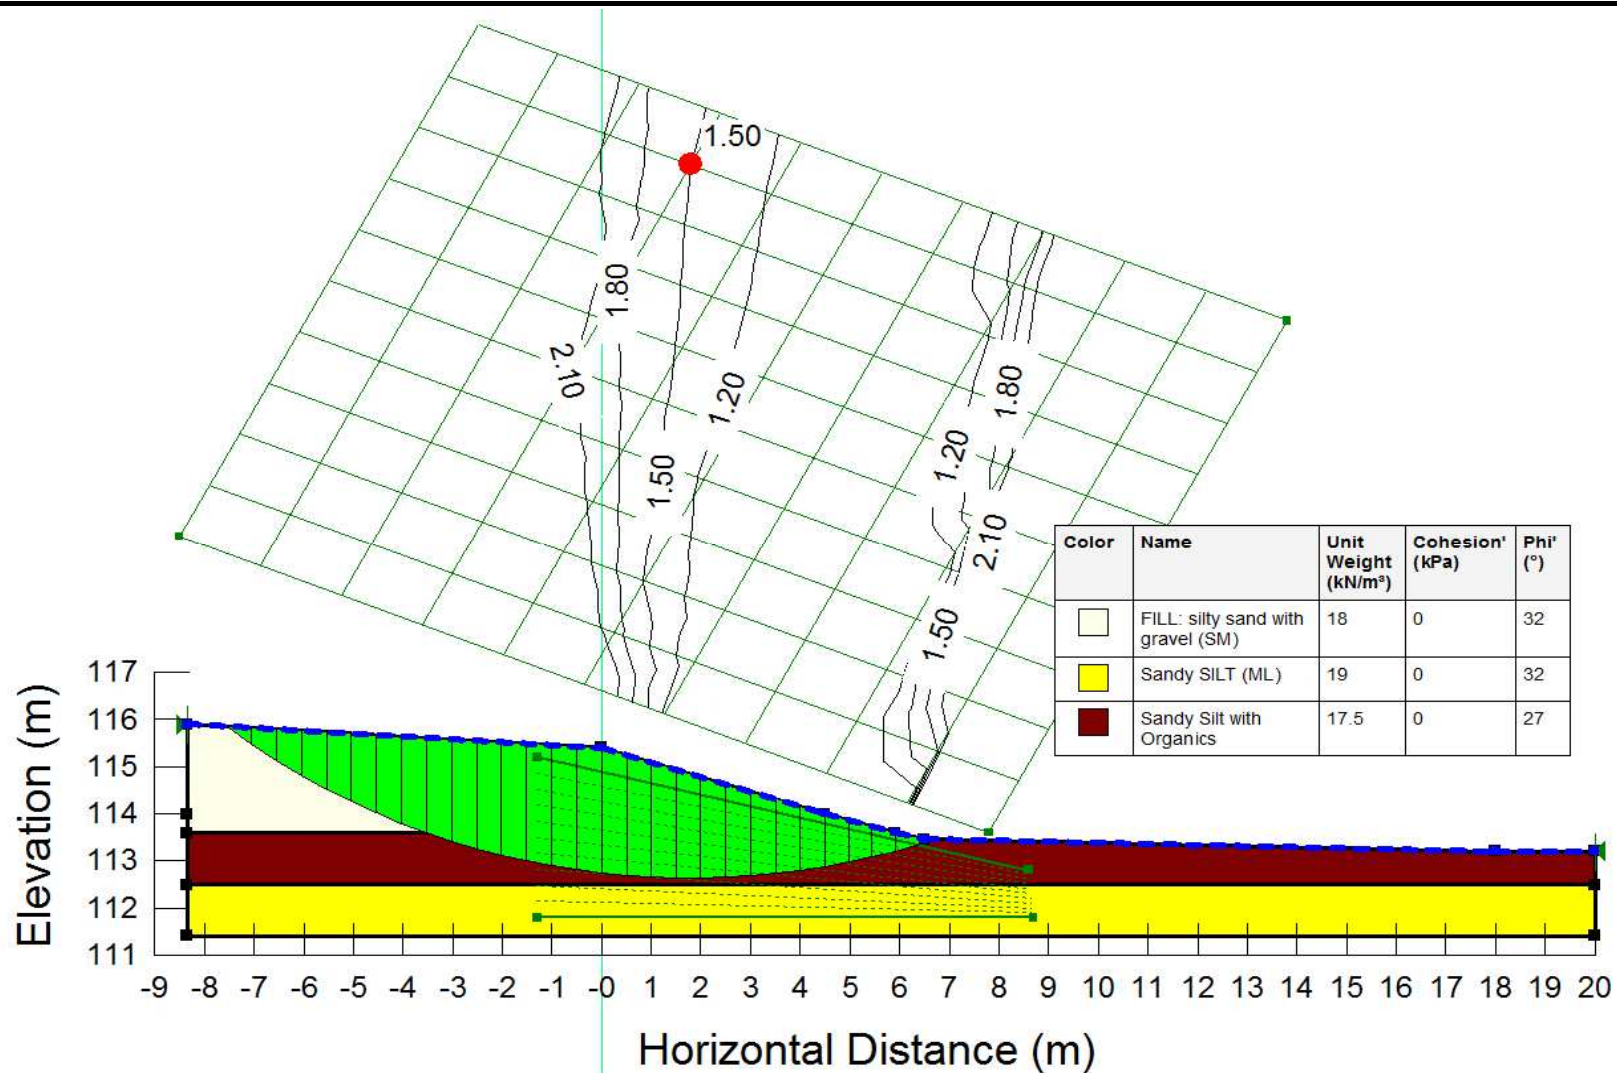 1.50
1.80
2.10
1.20
1.80
1.20
1.50
2.10
1.50
Color Name Unit Weight (kN/m³) Cohesion' (kPa) Phi' (°)
FILL: silty sand with
gravel (SM) 18 0 32
Sandy SILT (ML) 19 0 32
Sandy Silt with
Organics 17.5 0 27
Elevation (m)
117
116
115
114
113
112
111
-9 -8 -7 -6 -5 -4 -3 -2 -1 -0 1 2 3 4 5 6 7 8 9 10 11 12 13 14 15 16 17 18 19 20
Horizontal Distance (m)